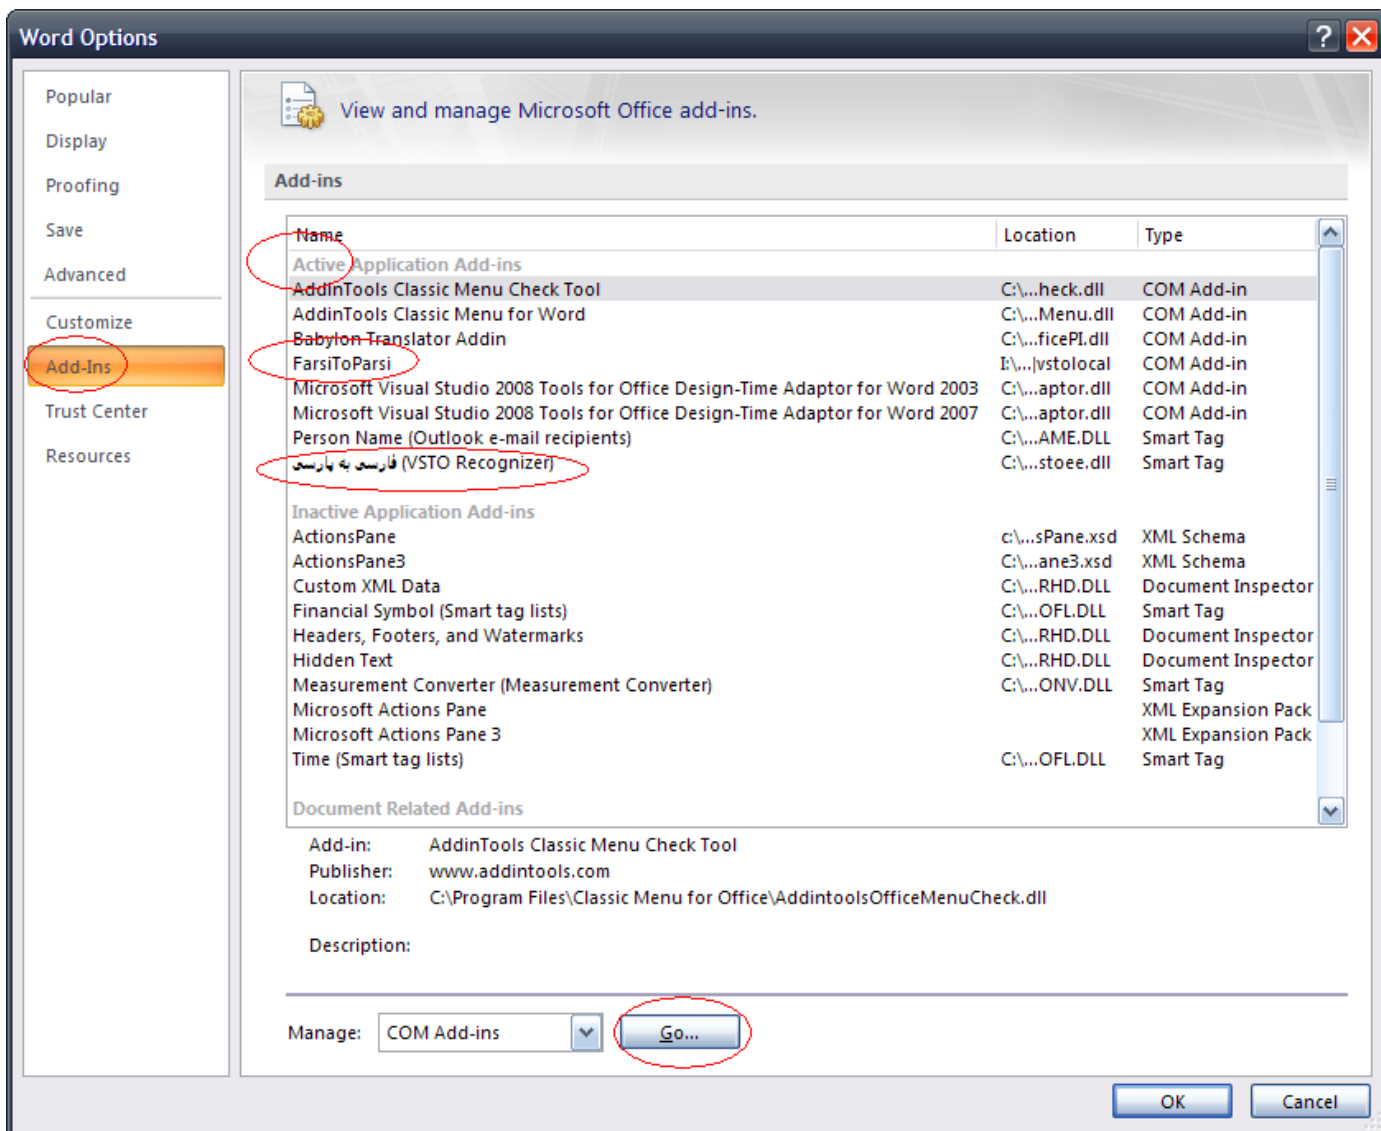 Word Options
Popular
Display
Proofing
Save
Advanced
Customize
Add-Ins
Trust Center
Resources
View and manage Microsoft Office add-ins.
Add-ins
Name Location Type
Active Application Add-ins
AddinTools Classic Menu Check Tool C:\...heck.dll COM Add-in
AddinTools Classic Menu for Word C:\...Menu.dll COM Add-in
Babylon Translator Addin C:\...ficePI.dll COM Add-in
FarsiToParsi I:\...|vstolocal COM Add-in
Microsoft Visual Studio 2008 Tools for Office Design-Time Adaptor for Word 2003 C:\...aptor.dll COM Add-in
Microsoft Visual Studio 2008 Tools for Office Design-Time Adaptor for Word 2007 C:\...aptor.dll COM Add-in
Person Name (Outlook e-mail recipients) C:\...AME.DLL Smart Tag
فارسی به پارسی (VSTO Recognizer) C:\...stoee.dll Smart Tag
Inactive Application Add-ins
ActionsPane c:\...sPane.xsd XML Schema
ActionsPane3 C:\...ane3.xsd XML Schema
Custom XML Data C:\...RHD.DLL Document Inspector
Financial Symbol (Smart tag lists) C:\...OFL.DLL Smart Tag
Headers, Footers, and Watermarks C:\...RHD.DLL Document Inspector
Hidden Text C:\...RHD.DLL Document Inspector
Measurement Converter (Measurement Converter) C:\...ONV.DLL Smart Tag
Microsoft Actions Pane XML Expansion Pack
Microsoft Actions Pane 3 XML Expansion Pack
Time (Smart tag lists) C:\...OFL.DLL Smart Tag
Document Related Add-ins
Add-in: AddinTools Classic Menu Check Tool
Publisher: www.addintools.com
Location: C:\Program Files\Classic Menu for Office\AddintoolsOfficeMenuCheck.dll
Description:
Manage: COM Add-ins Go...
OK Cancel